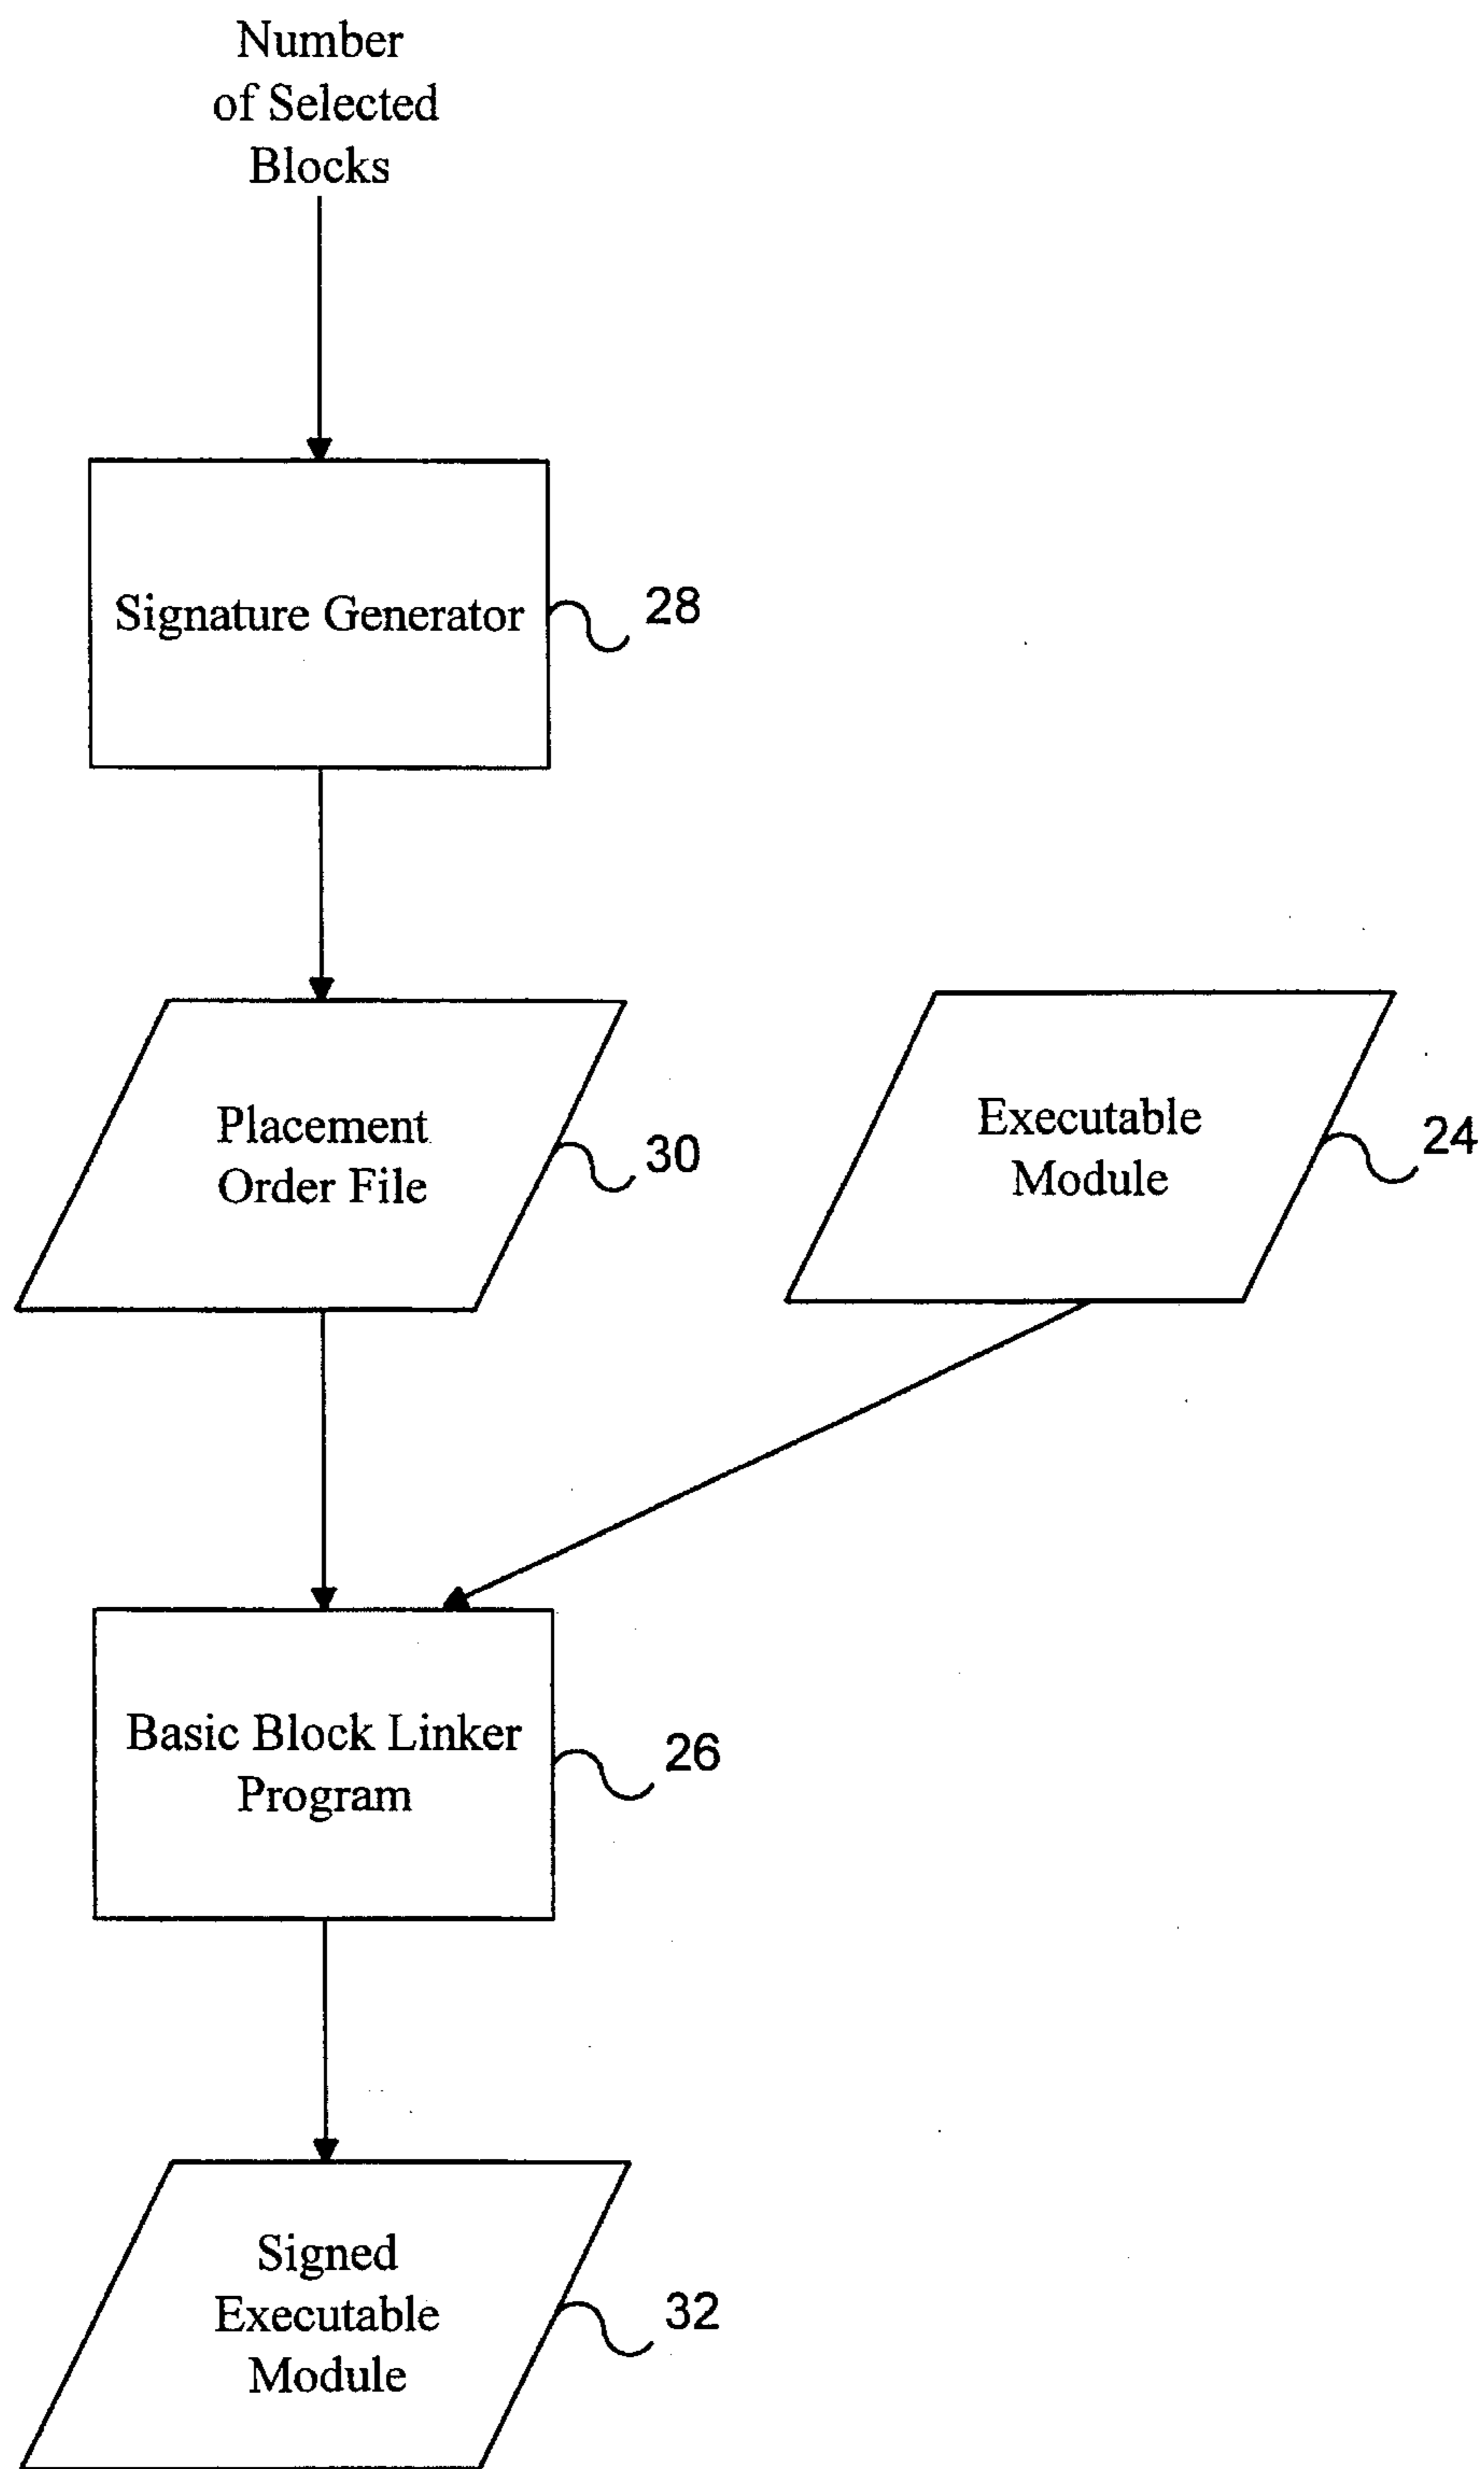 Number
of Selected
Blocks
Signature Generator
28
Placement
Order File
30
Executable
Module
24
Basic Block Linker
Program
26
Signed
Executable
Module
32